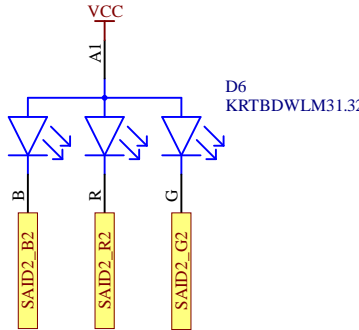 VCC
A1
D6
KRTBDWLM31.32
B
R
G
SAID2_B2
SAID2_R2
SAID2_G2